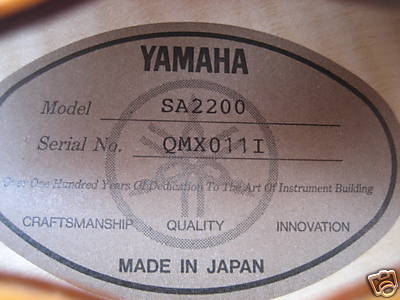 YAMAHA
Model SA2200
Serial No. QMX011I
Over One Hundred Years Of Dedication To The Art Of Instrument Building
CRAFTSMANSHIP QUALITY INNOVATION
MADE IN JAPAN